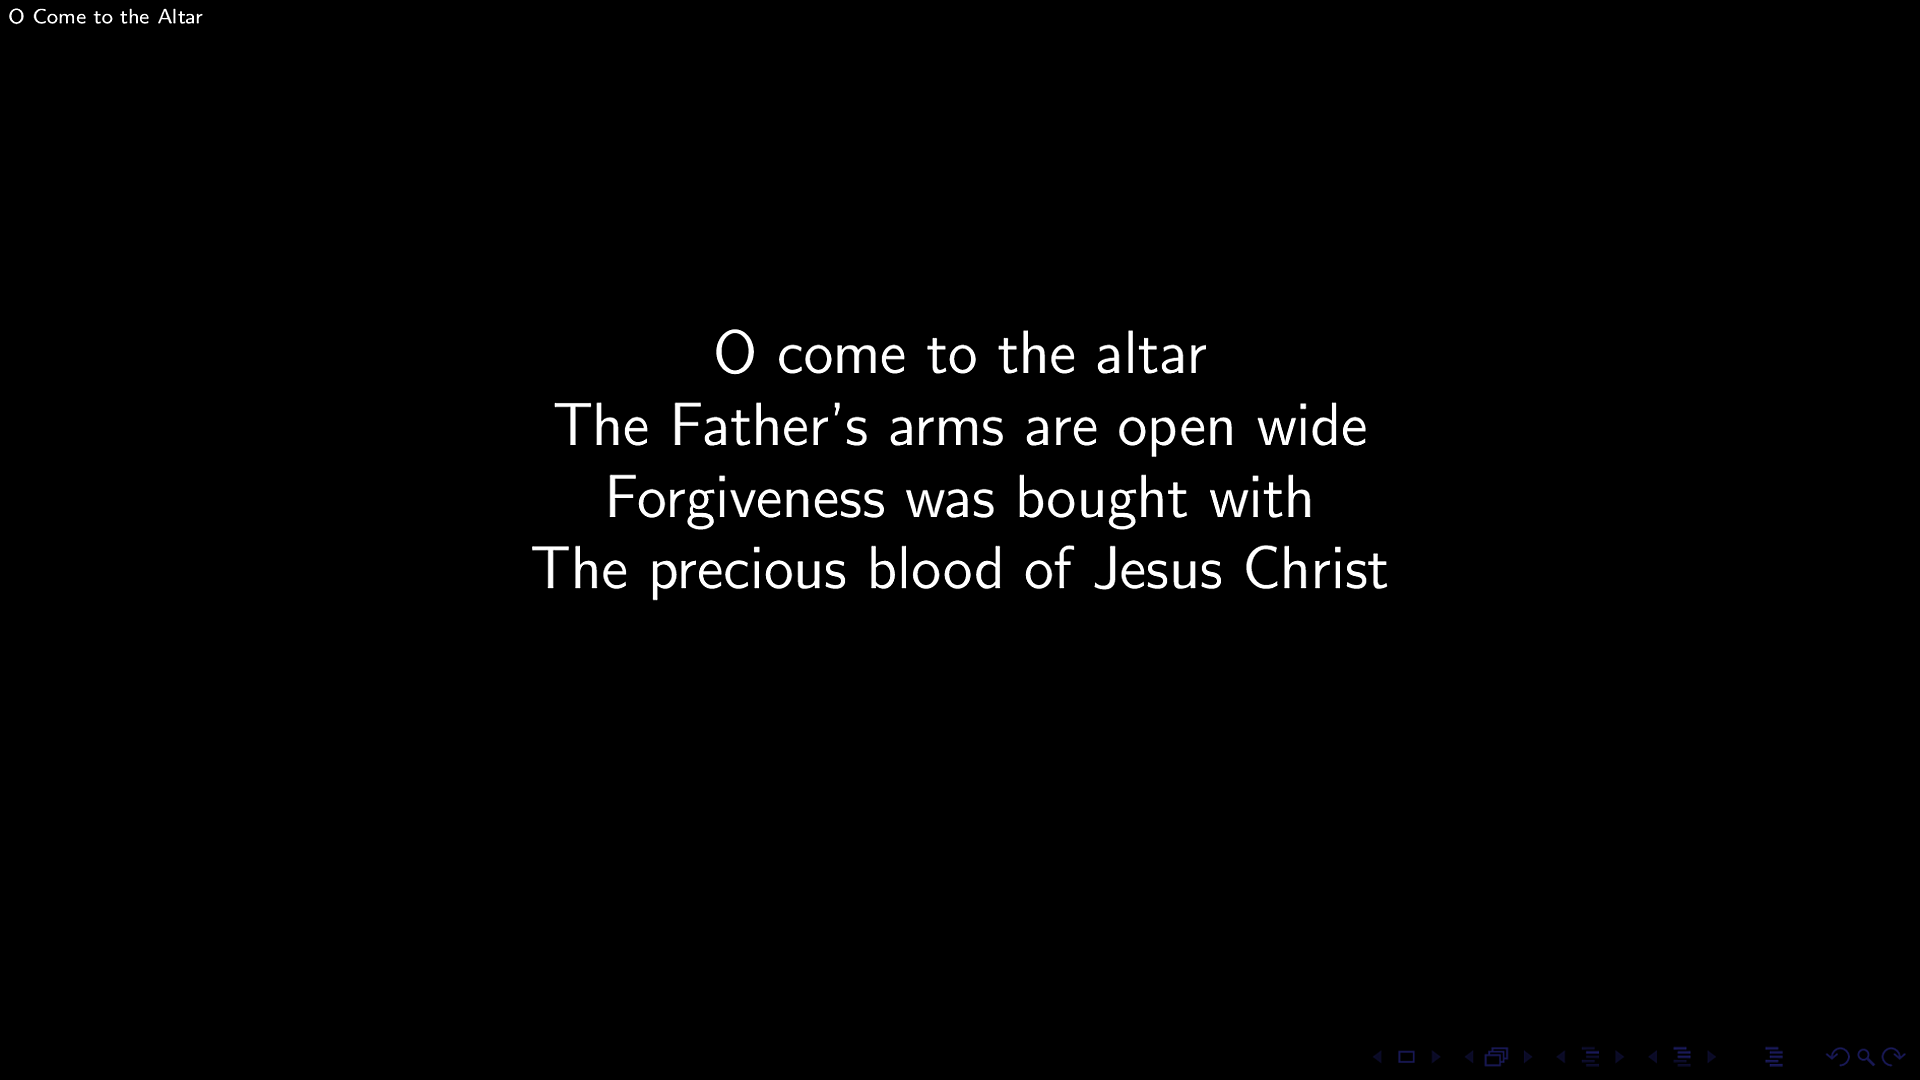 O Come to the Altar
O come to the altar
The Father's arms are open wide
Forgiveness was bought with
The precious blood of Jesus Christ